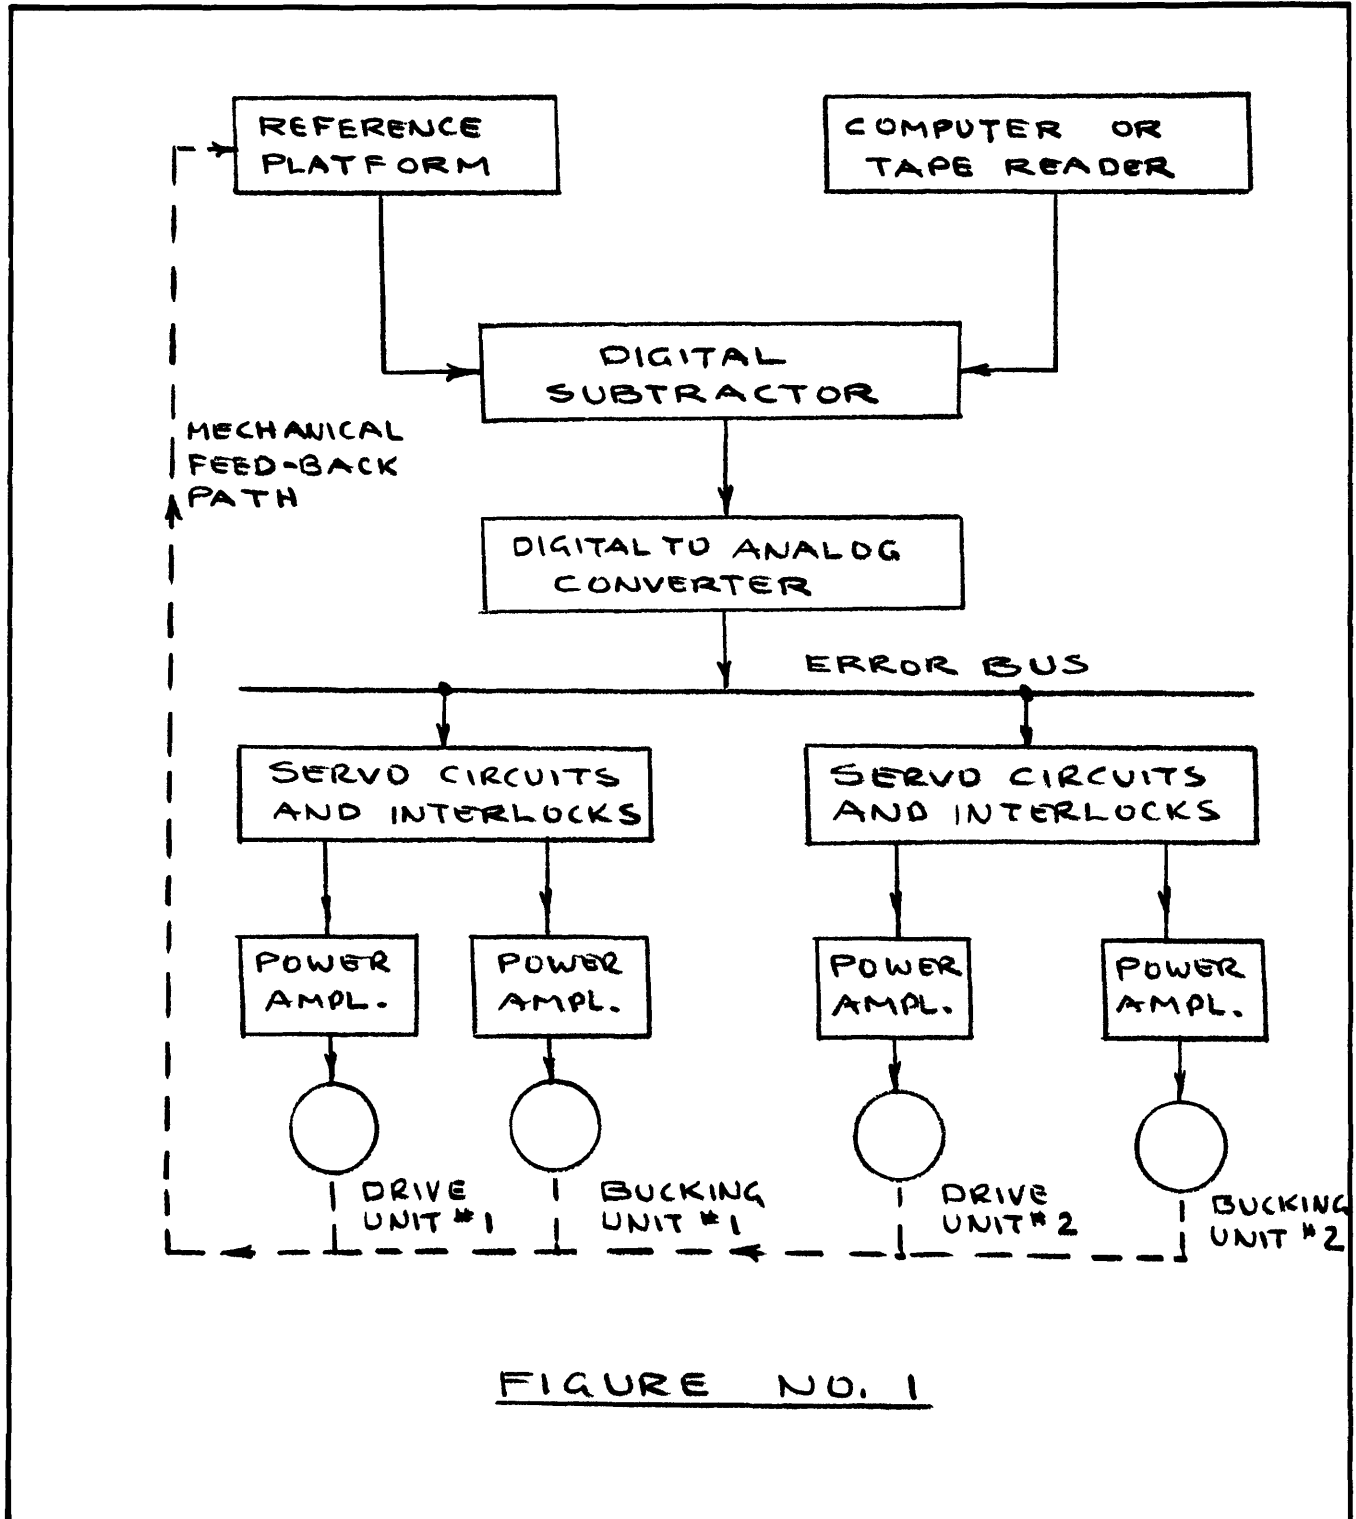 REFERENCE
PLATFORM
COMPUTER OR
TAPE READER
DIGITAL
SUBTRACTOR
MECHANICAL
FEED-BACK
PATH
DIGITAL TO ANALOG
CONVERTER
ERROR BUS
SERVO CIRCUITS
AND INTERLOCKS
SERVO CIRCUITS
AND INTERLOCKS
POWER
AMPL.
POWER
AMPL.
POWER
AMPL.
POWER
AMPL.
DRIVE
UNIT #1
BUCKING
UNIT #1
DRIVE
UNIT #2
BUCKING
UNIT #2
FIGURE NO. 1